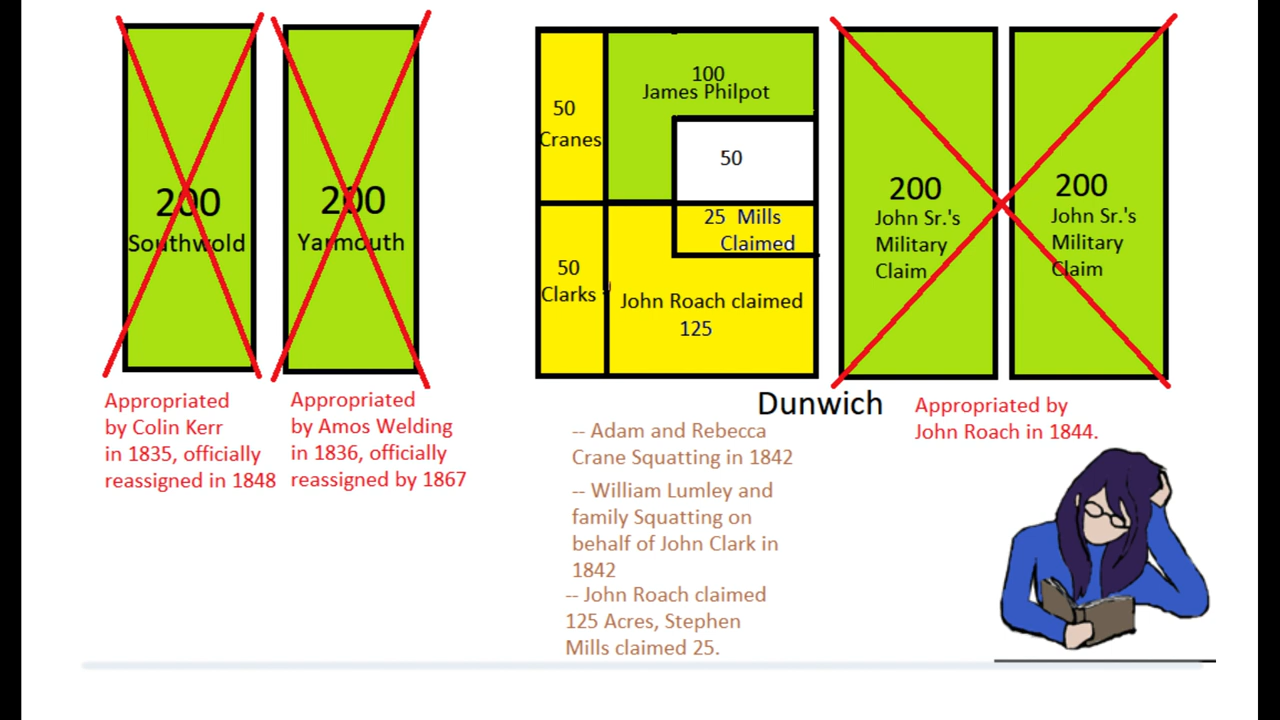 200
Southwold
200
Yarmouth
50
Cranes
100
James Philpot
50
25 Mills
Claimed
50
Clarks
John Roach claimed
125
200
John Sr.'s
Military
Claim
200
John Sr.'s
Military
Claim
Appropriated
by Colin Kerr
in 1835, officially
reassigned in 1848
Appropriated
by Amos Welding
in 1836, officially
reassigned by 1867
Dunwich
Appropriated by
John Roach in 1844.
-- Adam and Rebecca
Crane Squatting in 1842
-- William Lumley and
family Squatting on
behalf of John Clark in
1842
-- John Roach claimed
125 Acres, Stephen
Mills claimed 25.